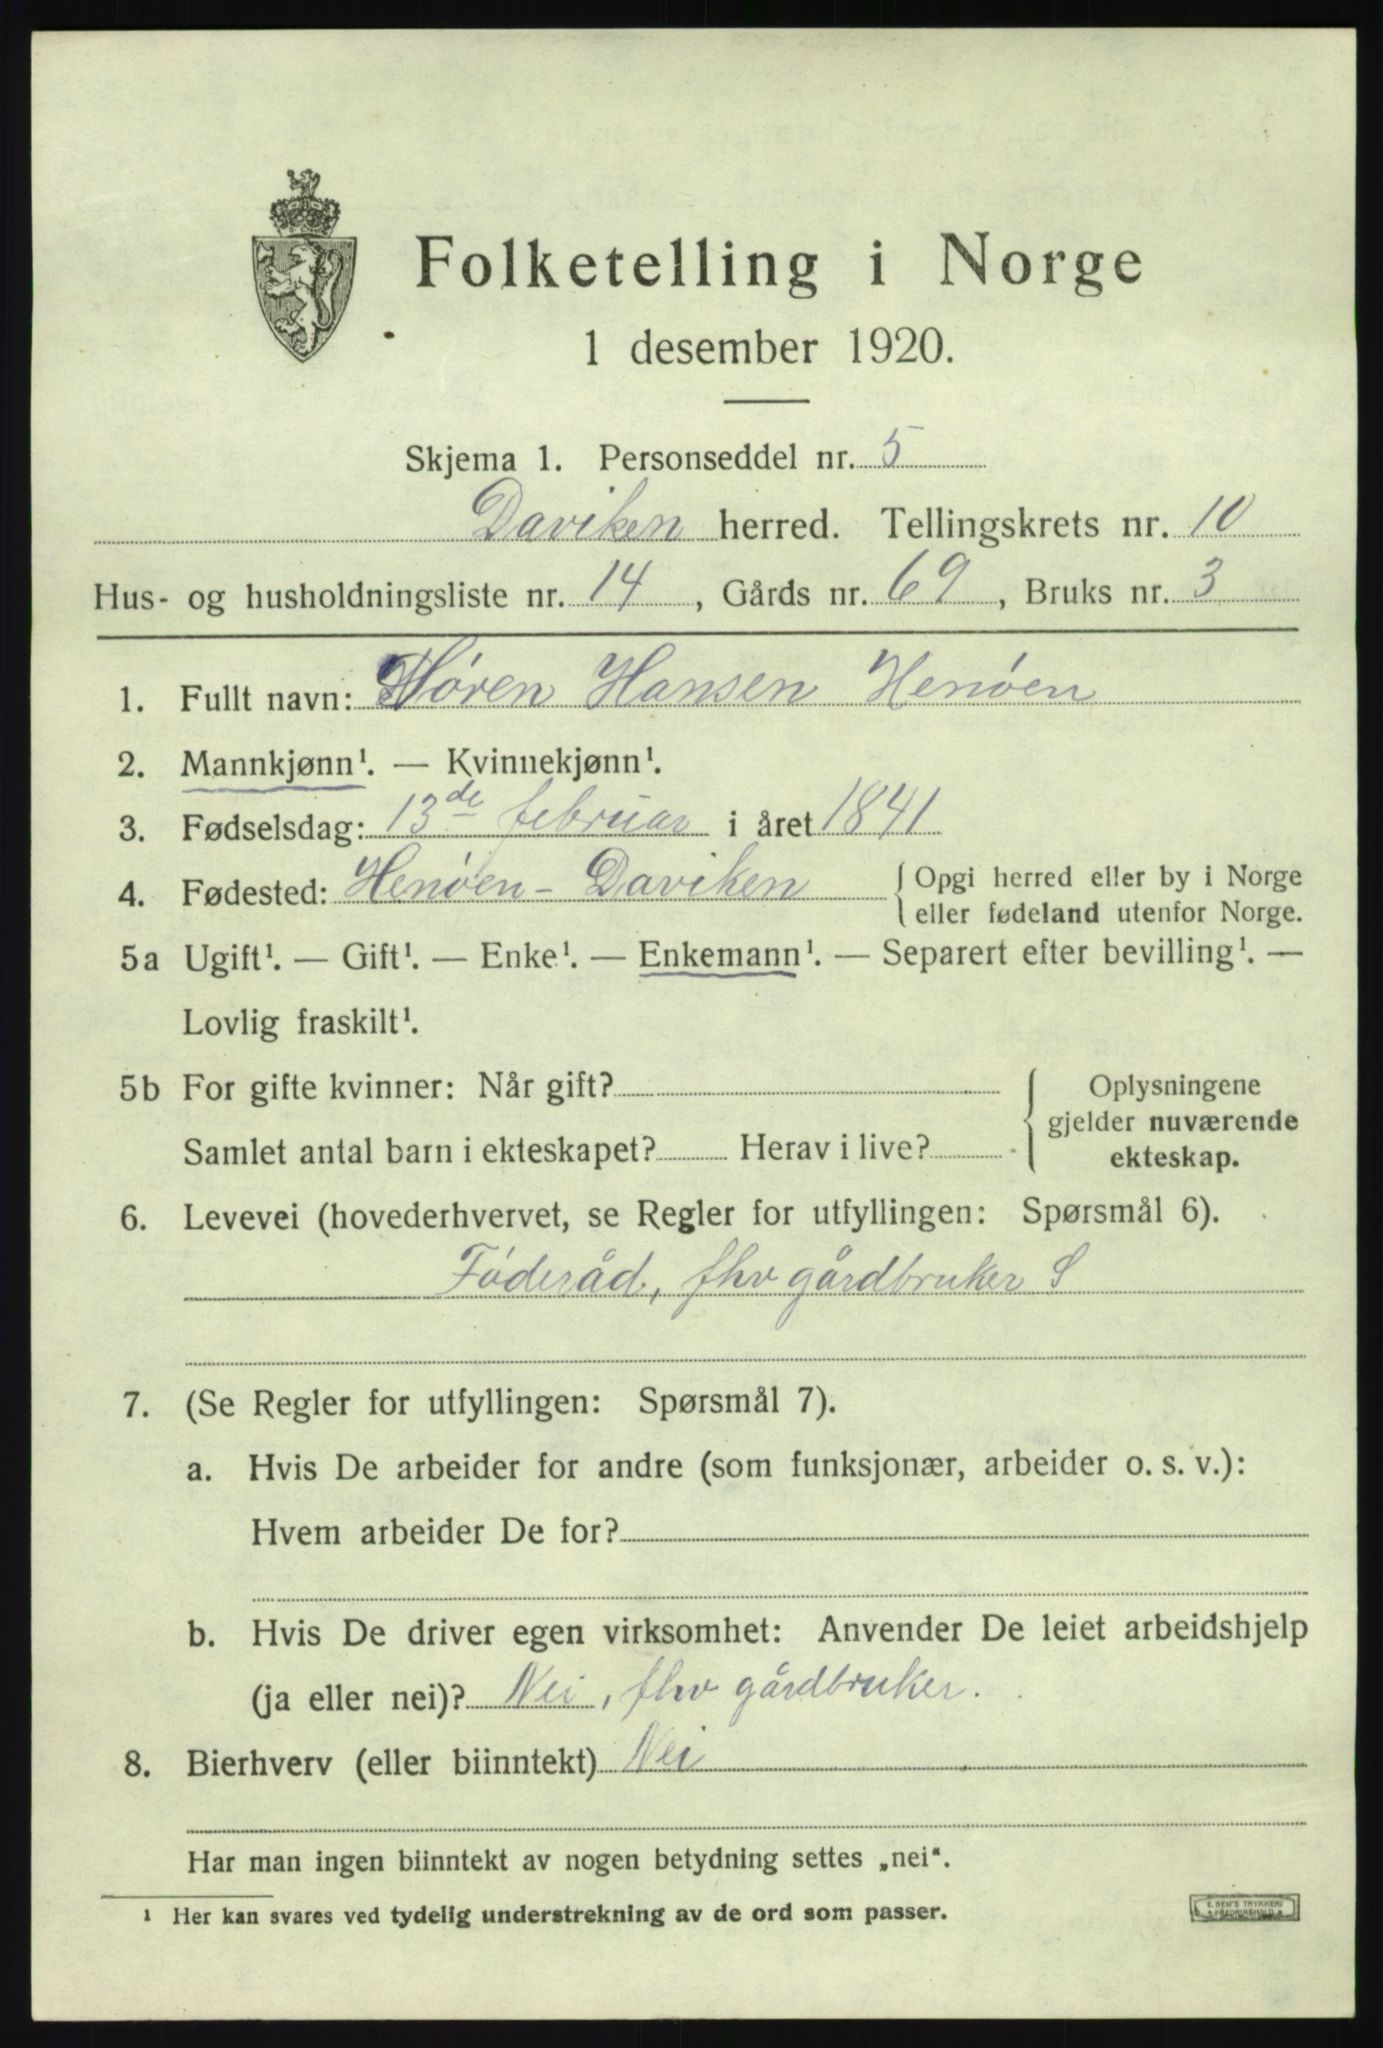 Folketelling i Norge
1 desember 1920.
Skjema 1. Personseddel nr. 5
Daviken herred. Tellingskrets nr. 10
Hus- og husholdningsliste nr. 14, Gårds nr. 69, Bruks nr. 3
1. Fullt navn: Hansen Henøen
2. Mannkjønn¹. — Kvinnekjønn¹.
3. Fødselsdag: 13de februar i året 1841
4. Fødested: Henøen - Daviken { Opgi herred eller by i Norge
eller fødeland utenfor Norge.
5a Ugift¹. — Gift¹. — Enke¹. — Enkemann¹. — Separert efter bevilling¹. —
Lovlig fraskilt¹.
5b For gifte kvinner: Når gift? { Oplysningene
gjelder nuværende
Samlet antal barn i ekteskapet? Herav i live? ekteskap.
6. Levevei (hovederhvervet, se Regler for utfyllingen: Spørsmål 6).
Føderåd, fhv gårdbruker S
7. (Se Regler for utfyllingen: Spørsmål 7).
a. Hvis De arbeider for andre (som funksjonær, arbeider o. s. v.):
Hvem arbeider De for?
b. Hvis De driver egen virksomhet: Anvender De leiet arbeidshjelp
(ja eller nei)? Nei, fhv gårdbruker.
8. Bierhverv (eller biinntekt) Nei
Har man ingen biinntekt av nogen betydning settes „nei“.
¹ Her kan svares ved tydelig understrekning av de ord som passer.